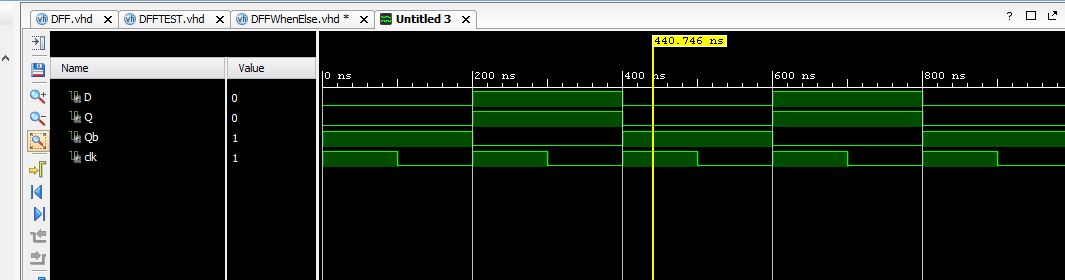 DFF.vhd DFFTEST.vhd DFFWhenElse.vhd * Untitled 3
440.746 ns
Name Value
0 ns 200 ns 400 ns 600 ns 800 ns
D 0
Q 0
Qb 1
clk 1